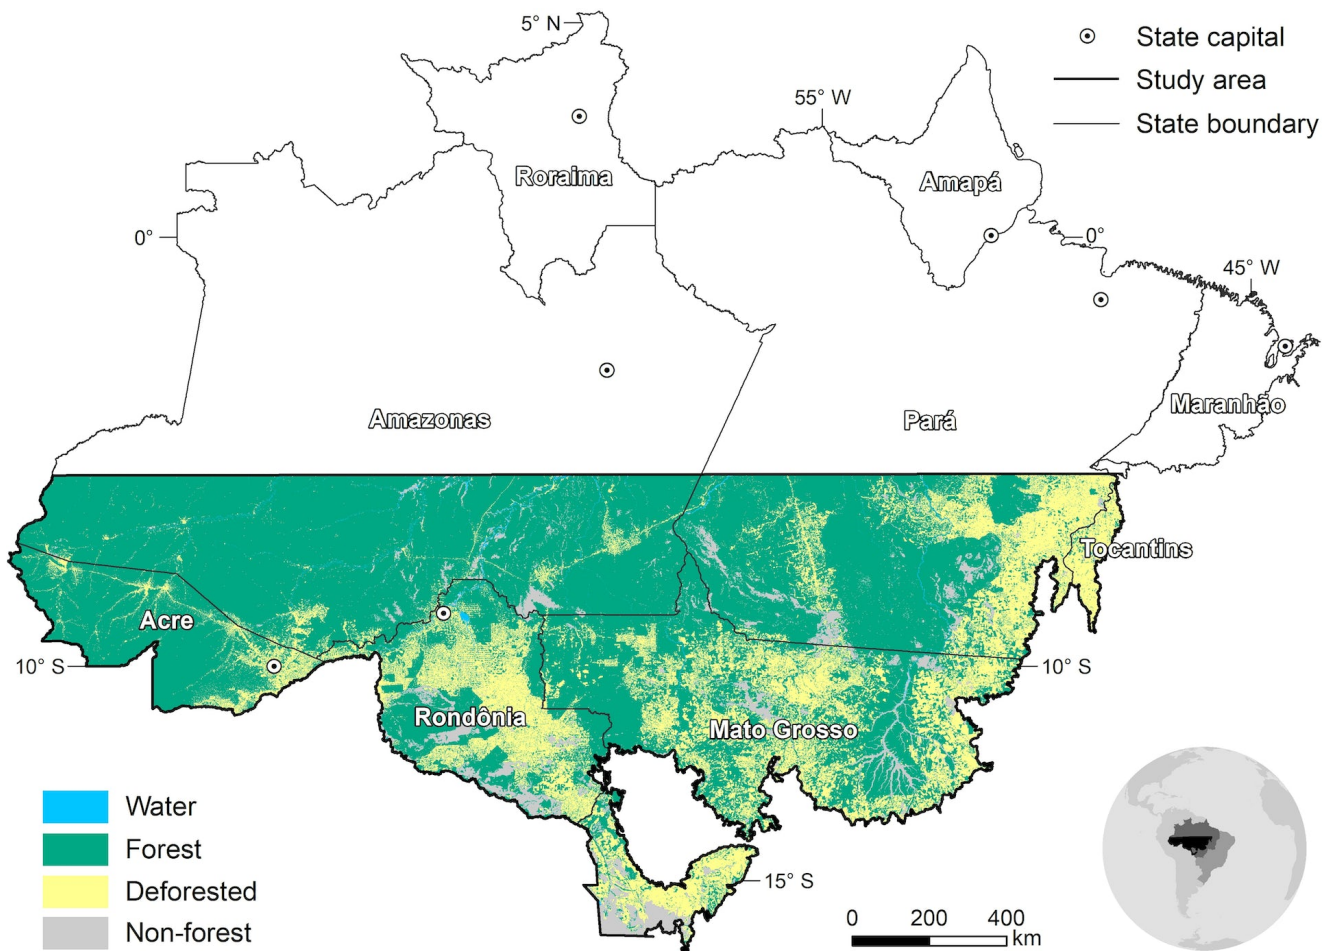 5° N
State capital
Study area
State boundary
55° W
Roraima
Amapá
0°
0°
45° W
Amazonas
Pará
Maranhão
Tocantins
Acre
10° S
10° S
Rondônia
Mato Grosso
Water
Forest
Deforested
Non-forest
15° S
0 200 400
km